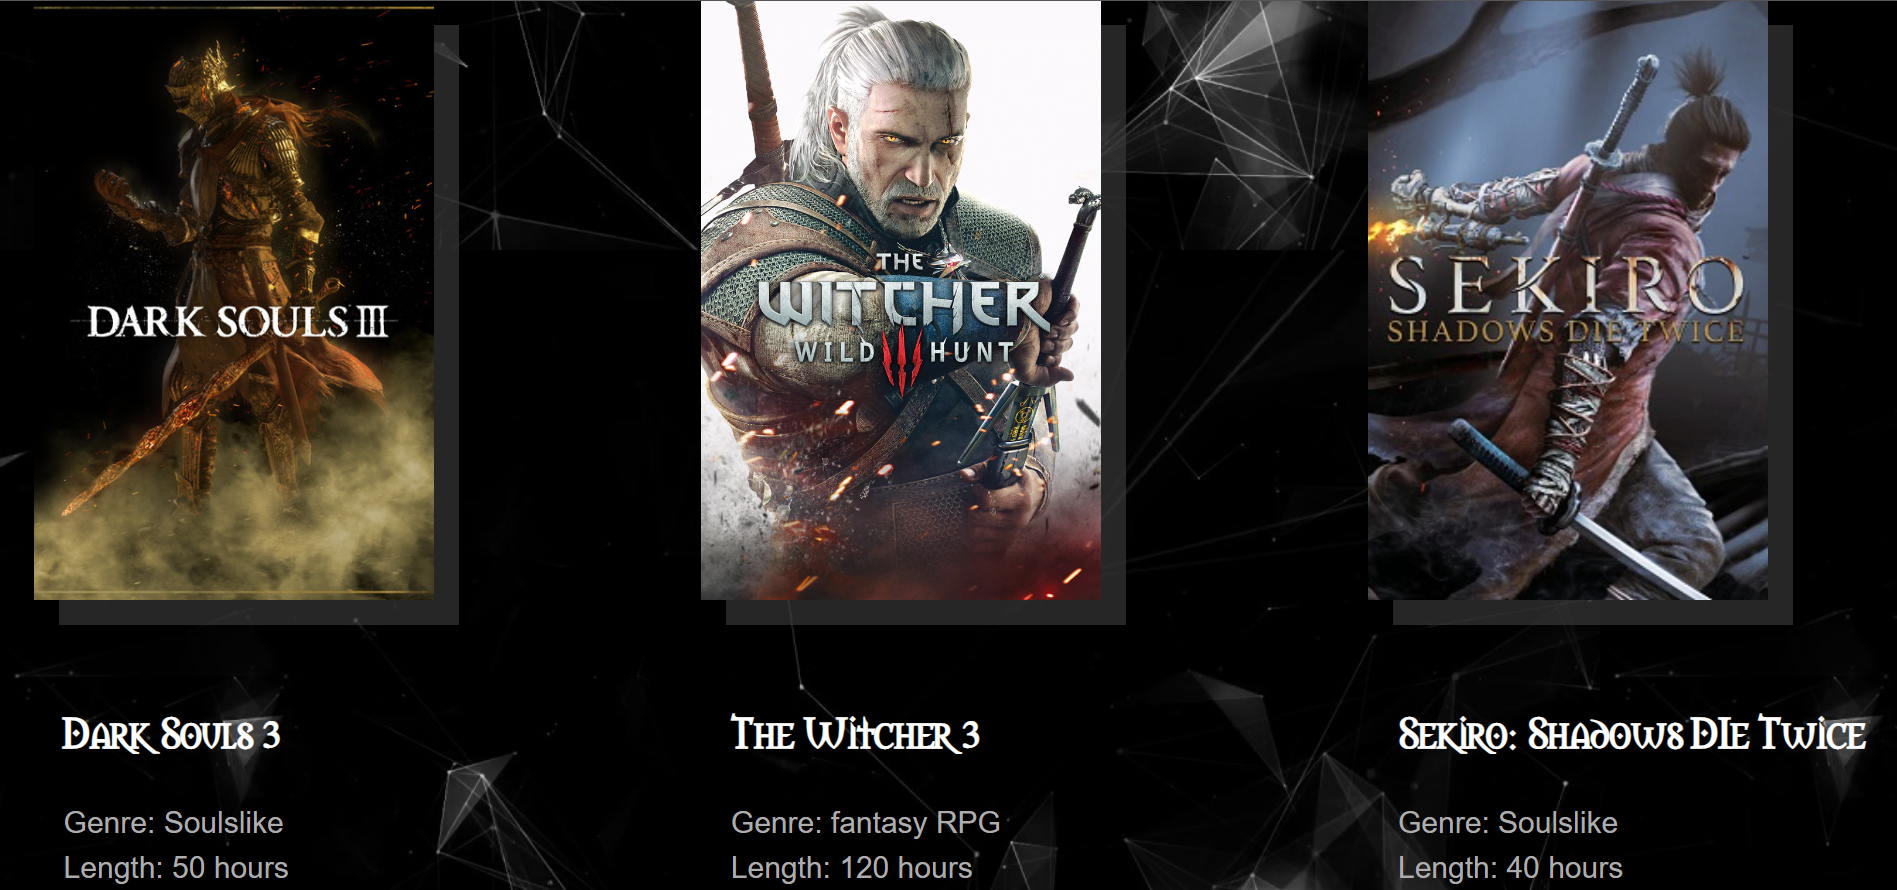 DARK SOULS III
THE
WITCHER
WILD III HUNT
SEKIRO
SHADOWS DIE TWICE
Dark Souls 3
Genre: Soulslike
Length: 50 hours
The Witcher 3
Genre: fantasy RPG
Length: 120 hours
Sekiro: Shadows DIe Twice
Genre: Soulslike
Length: 40 hours